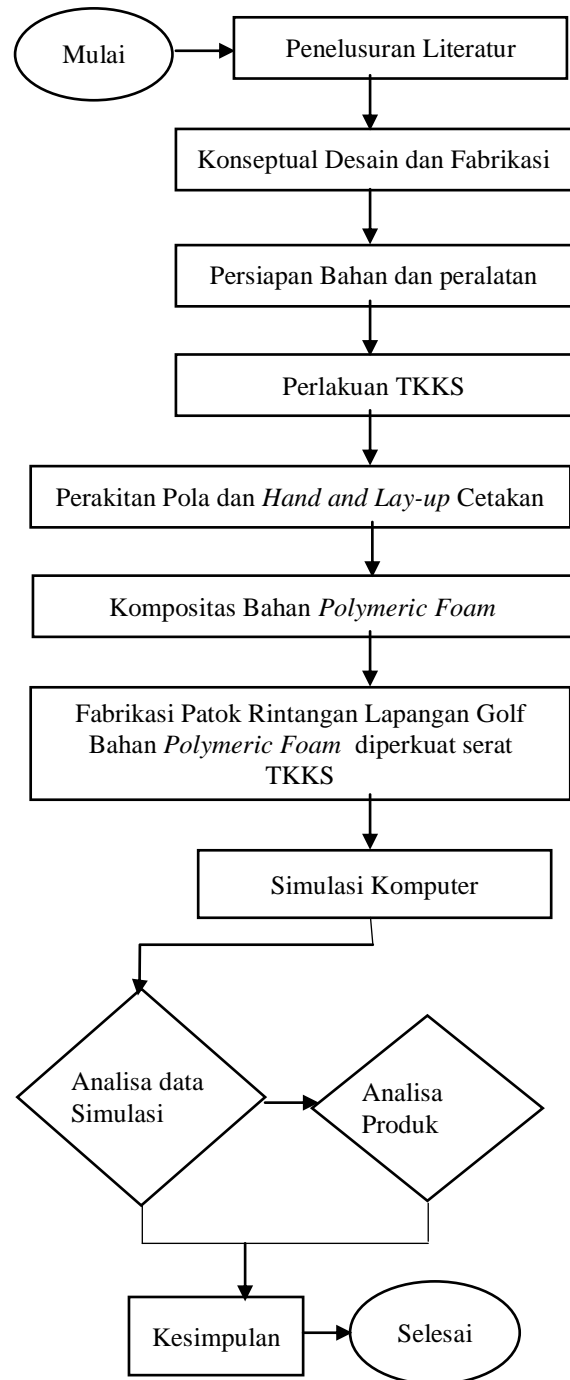 Mulai
Penelusuran Literatur
Konseptual Desain dan Fabrikasi
Persiapan Bahan dan peralatan
Perlakuan TKKS
Perakitan Pola dan Hand and Lay-up Cetakan
Kompositas Bahan Polymeric Foam
Fabrikasi Patok Rintangan Lapangan Golf
Bahan Polymeric Foam diperkuat serat
TKKS
Simulasi Komputer
Analisa data
Simulasi
Analisa
Produk
Kesimpulan
Selesai